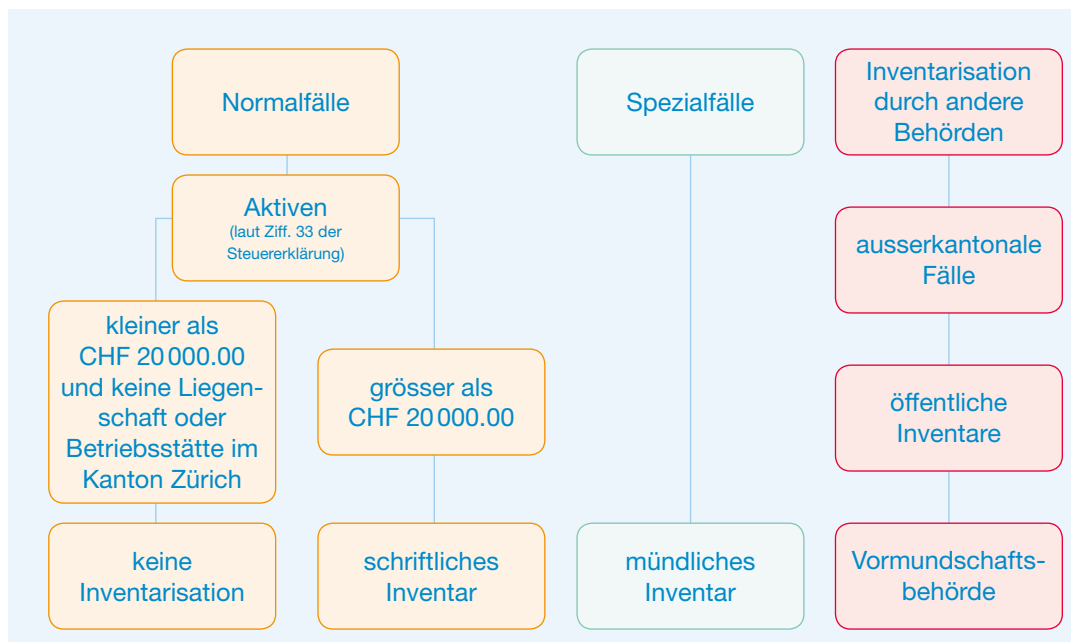 Normalfälle
Aktiven
(laut Ziff. 33 der
Steuererklärung)
kleiner als
CHF 20 000.00
und keine Liegen-
schaft oder
Betriebsstätte im
Kanton Zürich
grösser als
CHF 20 000.00
keine
Inventarisation
schriftliches
Inventar
Spezialfälle
mündliches
Inventar
Inventarisation
durch andere
Behörden
ausserkantonale
Fälle
öffentliche
Inventare
Vormundschafts-
behörde